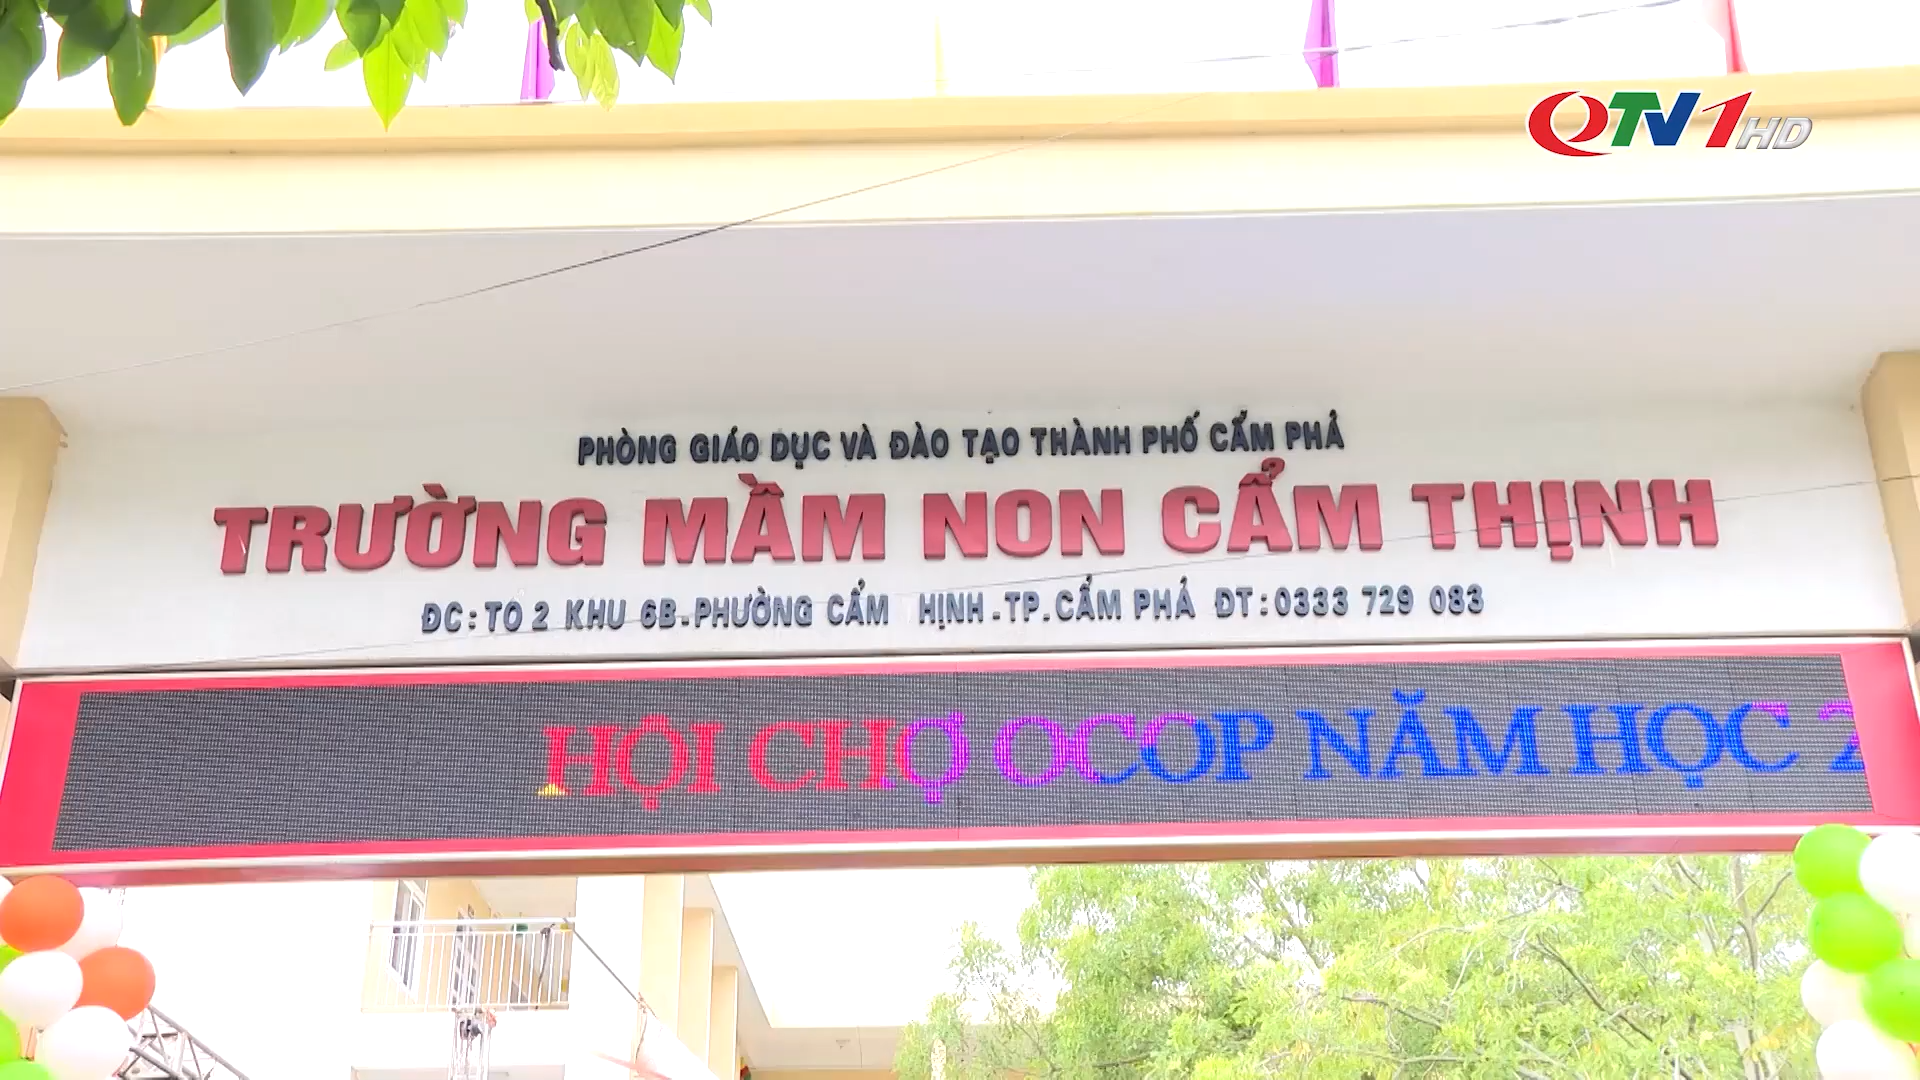 QTV1HD
PHÒNG GIÁO DỤC VÀ ĐÀO TẠO THÀNH PHỐ CẨM PHẢ
TRƯỜNG MẦM NON CẨM THỊNH
ĐC: TỔ 2 KHU 6B-PHƯỜNG CẨM HỊNH-TP.CẨM PHẢ ĐT:0333 729 083
HỘI CHỢ OCOP NĂM HỌC 2